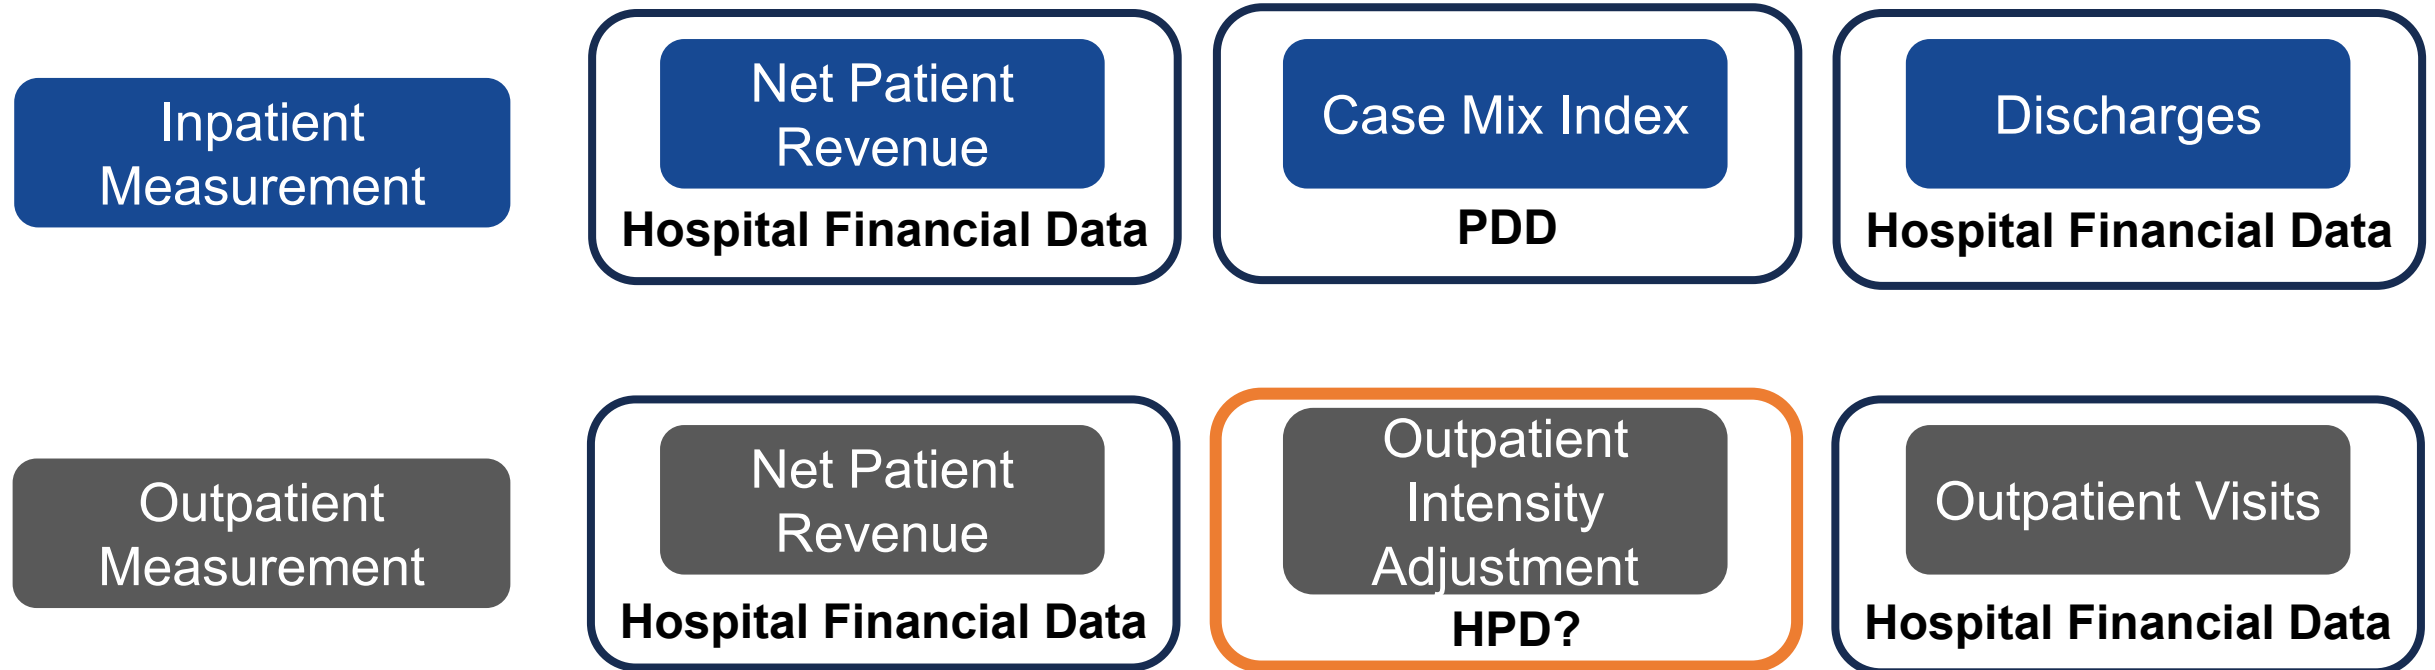 Inpatient
Measurement
Net Patient
Revenue
Hospital Financial Data
Case Mix Index
PDD
Discharges
Hospital Financial Data
Outpatient
Measurement
Net Patient
Revenue
Hospital Financial Data
Outpatient
Intensity
Adjustment
HPD?
Outpatient Visits
Hospital Financial Data